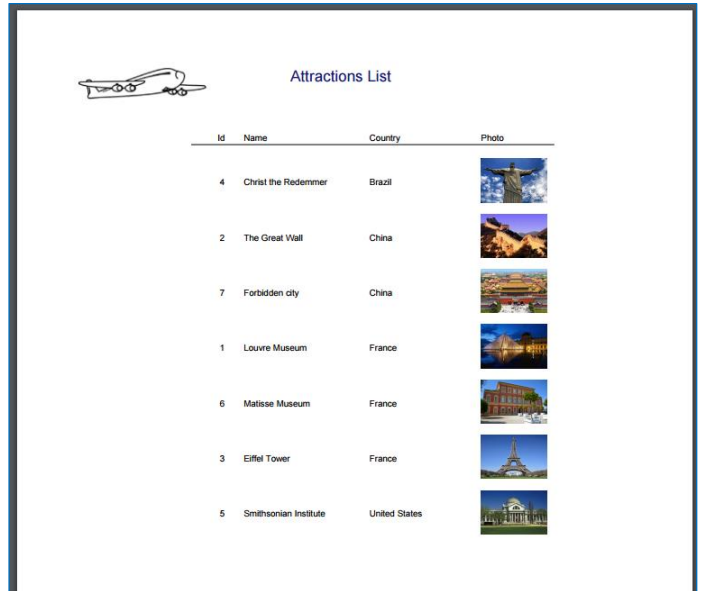 Attractions List
Id Name Country Photo
4 Christ the Redemmer Brazil
2 The Great Wall China
7 Forbidden city China
1 Louvre Museum France
6 Matisse Museum France
3 Eiffel Tower France
5 Smithsonian Institute United States